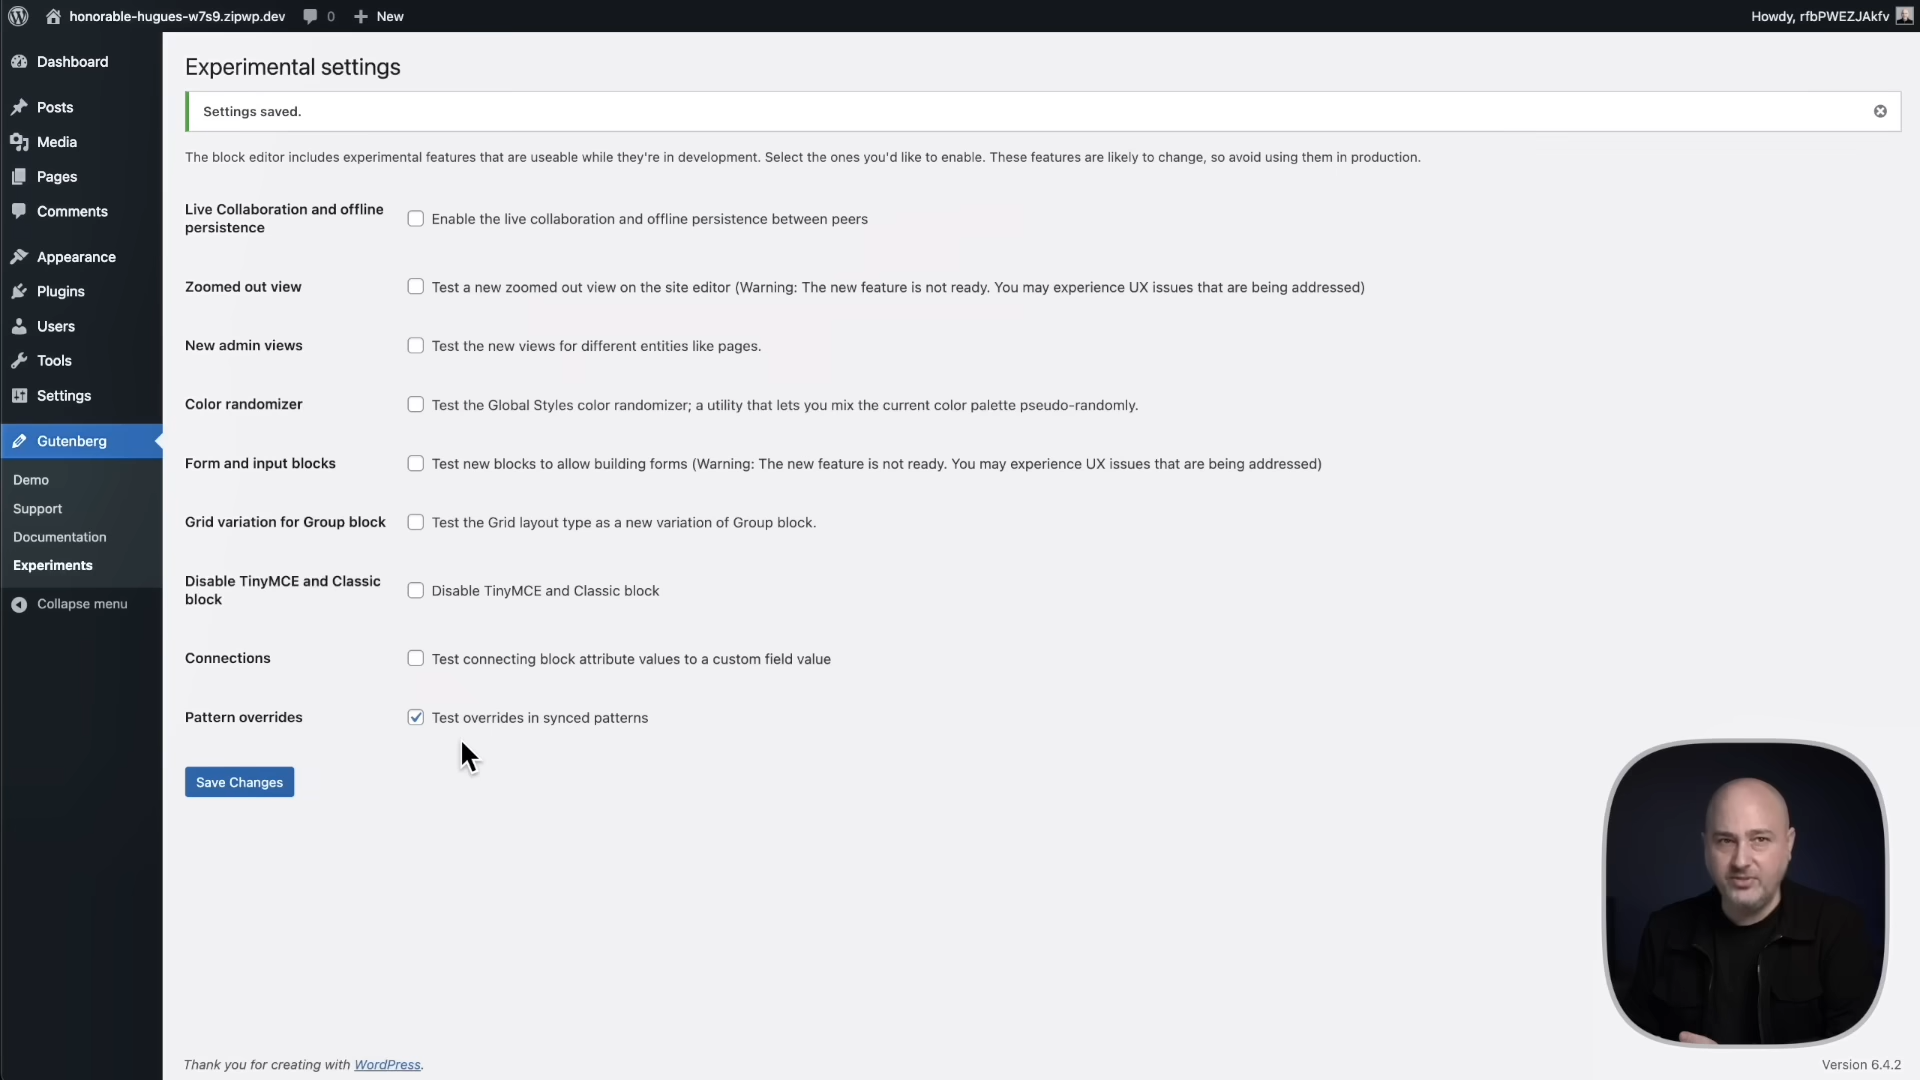 honorable-hugues-w7s9.zipwp.dev 0 New Howdy, rfbPWEZJAkfv
Dashboard
Posts
Media
Pages
Comments
Appearance
Plugins
Users
Tools
Settings
Gutenberg
Demo
Support
Documentation
Experiments
Collapse menu
Experimental settings
Settings saved.
The block editor includes experimental features that are useable while they're in development. Select the ones you'd like to enable. These features are likely to change, so avoid using them in production.
Live Collaboration and offline
persistence
Enable the live collaboration and offline persistence between peers
Zoomed out view
Test a new zoomed out view on the site editor (Warning: The new feature is not ready. You may experience UX issues that are being addressed)
New admin views
Test the new views for different entities like pages.
Color randomizer
Test the Global Styles color randomizer; a utility that lets you mix the current color palette pseudo-randomly.
Form and input blocks
Test new blocks to allow building forms (Warning: The new feature is not ready. You may experience UX issues that are being addressed)
Grid variation for Group block
Test the Grid layout type as a new variation of Group block.
Disable TinyMCE and Classic
block
Disable TinyMCE and Classic block
Connections
Test connecting block attribute values to a custom field value
Pattern overrides
Test overrides in synced patterns
Save Changes
Thank you for creating with WordPress.
Version 6.4.2